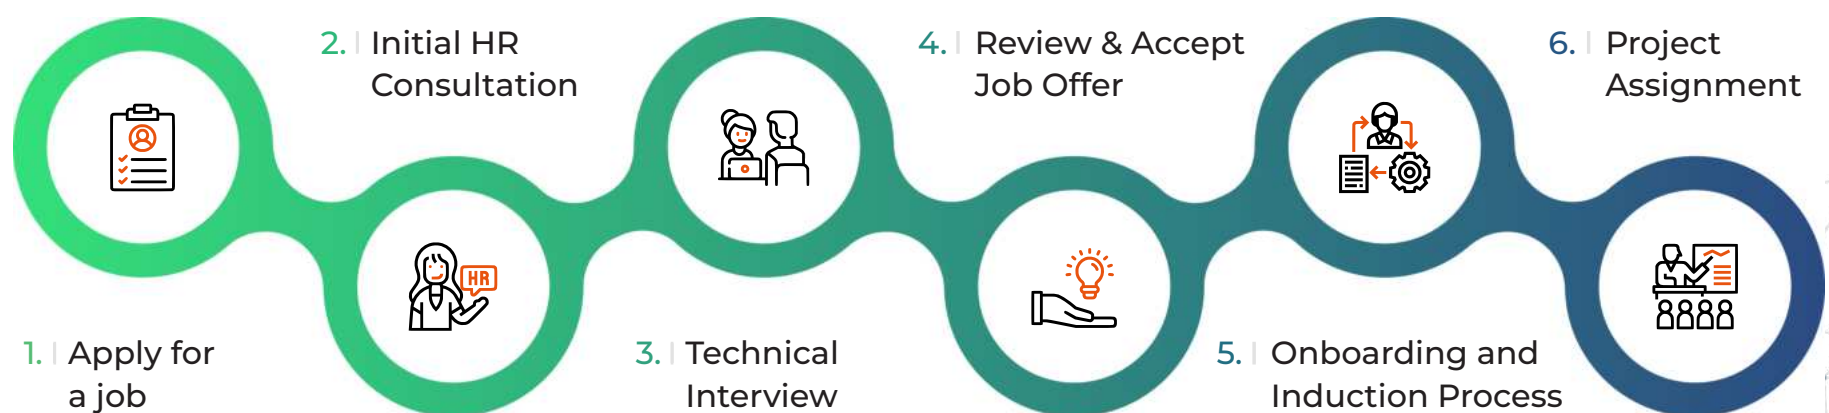 1. Apply for
a job
2. Initial HR
Consultation
HR
3. Technical
Interview
4. Review & Accept
Job Offer
5. Onboarding and
Induction Process
6. Project
Assignment